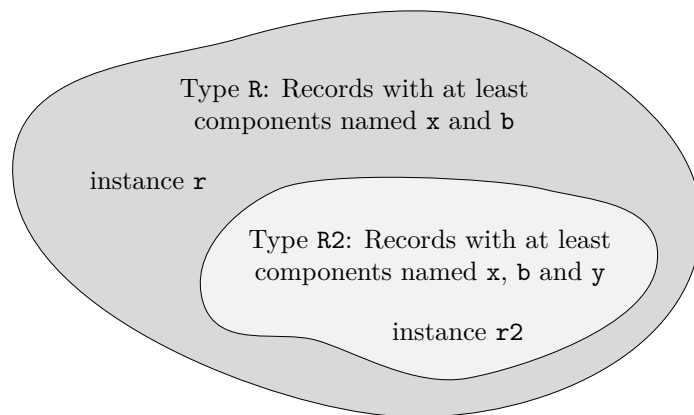 Type R: Records with at least
components named x and b
instance r
Type R2: Records with at least
components named x, b and y
instance r2